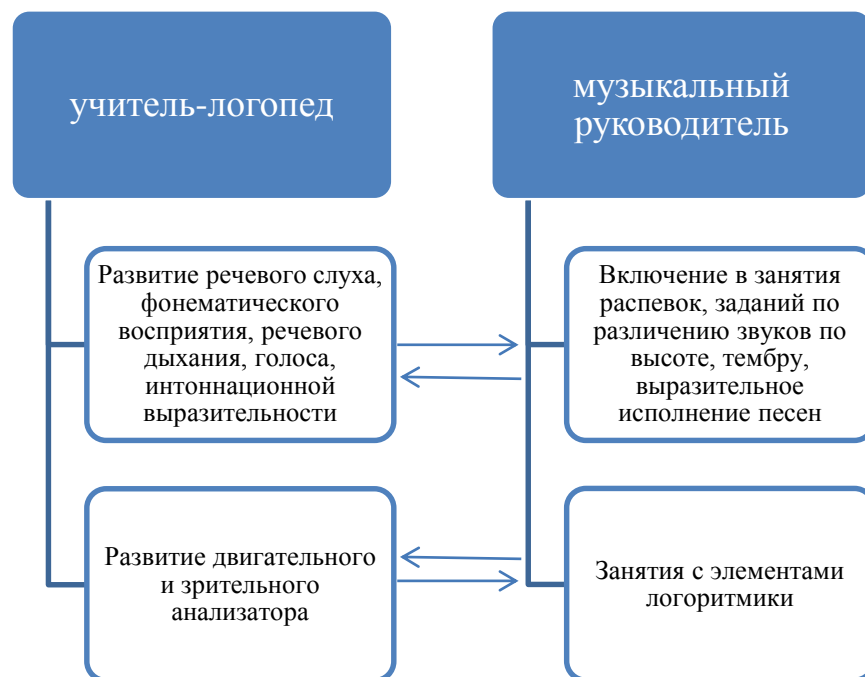 учитель-логопед
музыкальный
руководитель
Развитие речевого слуха,
фонематического
восприятия, речевого
дыхания, голоса,
интоннационной
выразительности
Включение в занятия
распевок, заданий по
различению звуков по
высоте, тембру,
выразительное
исполнение песен
Развитие двигательного
и зрительного
анализатора
Занятия с элементами
логоритмики